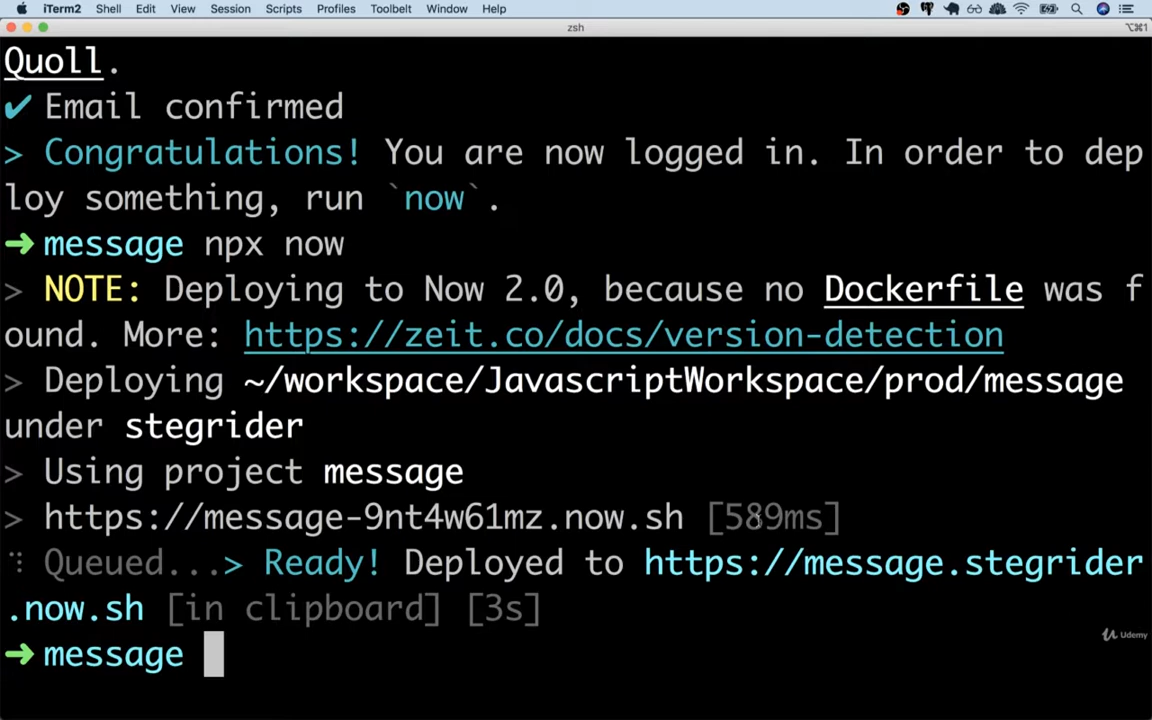 iTerm2 Shell Edit View Session Scripts Profiles Toolbelt Window Help
zsh
⌥⌘1
Quoll.
✔ Email confirmed
> Congratulations! You are now logged in. In order to dep
loy something, run `now`.
➜ message npx now
> NOTE: Deploying to Now 2.0, because no Dockerfile was f
ound. More: https://zeit.co/docs/version-detection
> Deploying ~/workspace/JavascriptWorkspace/prod/message
under stegrider
> Using project message
> https://message-9nt4w61mz.now.sh [589ms]
Queued...> Ready! Deployed to https://message.stegrider
.now.sh [in clipboard] [3s]
Udemy
➜ message